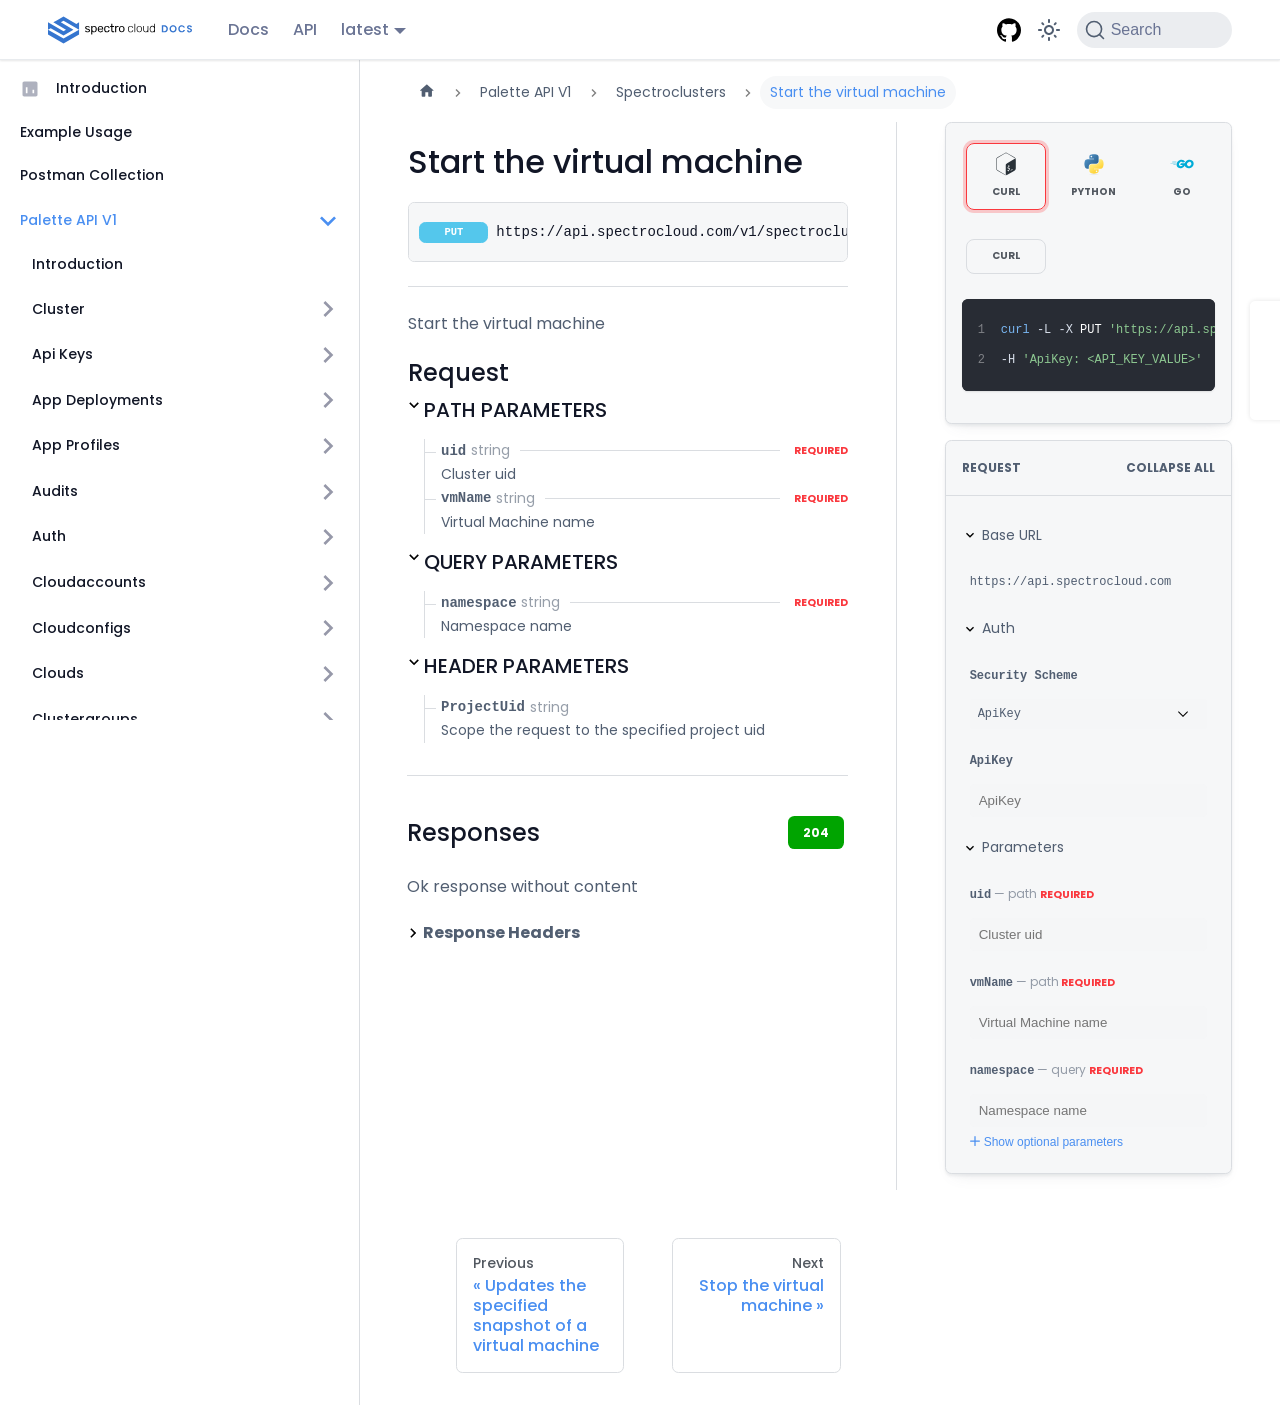 spectro cloud DOCS
Docs
API
latest
Search
Introduction
Example Usage
Postman Collection
Palette API V1
Introduction
Cluster
Api Keys
App Deployments
App Profiles
Audits
Auth
Cloudaccounts
Cloudconfigs
Clouds
Clustergroups
Palette API V1
Spectroclusters
Start the virtual machine
Start the virtual machine
PUT https://api.spectrocloud.com/v1/spectroclu
Start the virtual machine
Request
PATH PARAMETERS
uid string REQUIRED
Cluster uid
vmName string REQUIRED
Virtual Machine name
QUERY PARAMETERS
namespace string REQUIRED
Namespace name
HEADER PARAMETERS
ProjectUid string
Scope the request to the specified project uid
Responses
204
Ok response without content
Response Headers
CURL
PYTHON
GO
CURL
1 curl -L -X PUT 'https://api.sp
2 -H 'ApiKey: <API_KEY_VALUE>'
REQUEST
COLLAPSE ALL
Base URL
https://api.spectrocloud.com
Auth
Security Scheme
ApiKey
ApiKey
ApiKey
Parameters
uid — path REQUIRED
Cluster uid
vmName — path REQUIRED
Virtual Machine name
namespace — query REQUIRED
Namespace name
Show optional parameters
Previous
« Updates the
specified
snapshot of a
virtual machine
Next
Stop the virtual
machine »